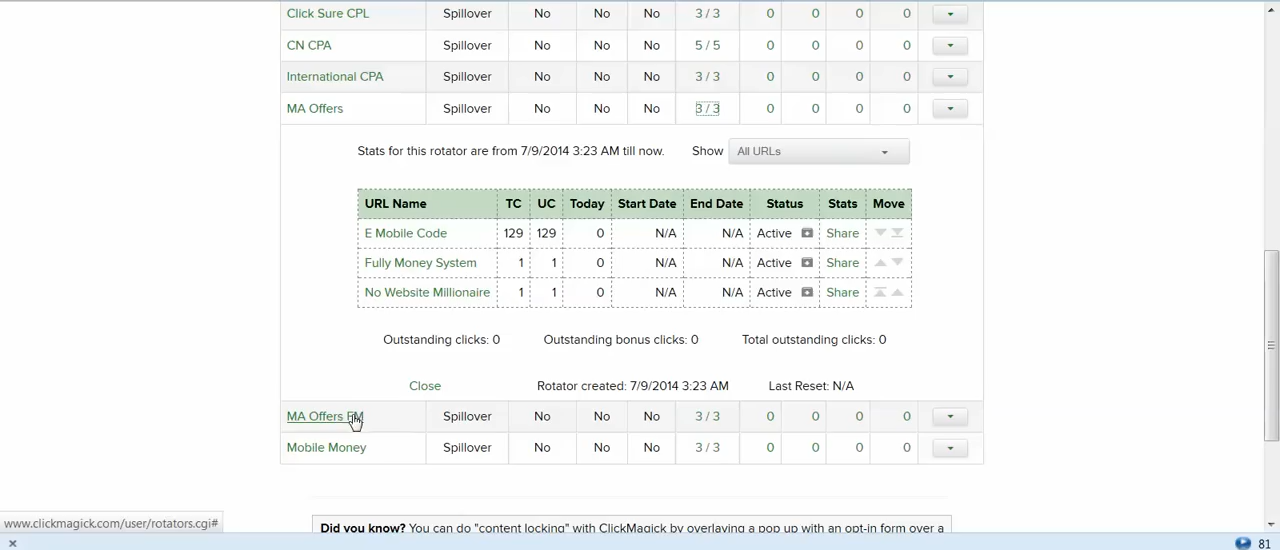 Click Sure CPL Spillover No No No 3 / 3 0 0 0 0
CN CPA Spillover No No No 5 / 5 0 0 0 0
International CPA Spillover No No No 3 / 3 0 0 0 0
MA Offers Spillover No No No 3 / 3 0 0 0 0
Stats for this rotator are from 7/9/2014 3:23 AM till now. Show All URLs
URL Name TC UC Today Start Date End Date Status Stats Move
E Mobile Code 129 129 0 N/A N/A Active Share
Fully Money System 1 1 0 N/A N/A Active Share
No Website Millionaire 1 1 0 N/A N/A Active Share
Outstanding clicks: 0 Outstanding bonus clicks: 0 Total outstanding clicks: 0
Close Rotator created: 7/9/2014 3:23 AM Last Reset: N/A
MA Offers Spillover No No No 3 / 3 0 0 0 0
Mobile Money Spillover No No No 3 / 3 0 0 0 0
www.clickmagick.com/user/rotators.cgi#
Did you know? You can do "content locking" with ClickMagick by overlaying a pop up with an opt-in form over a
81